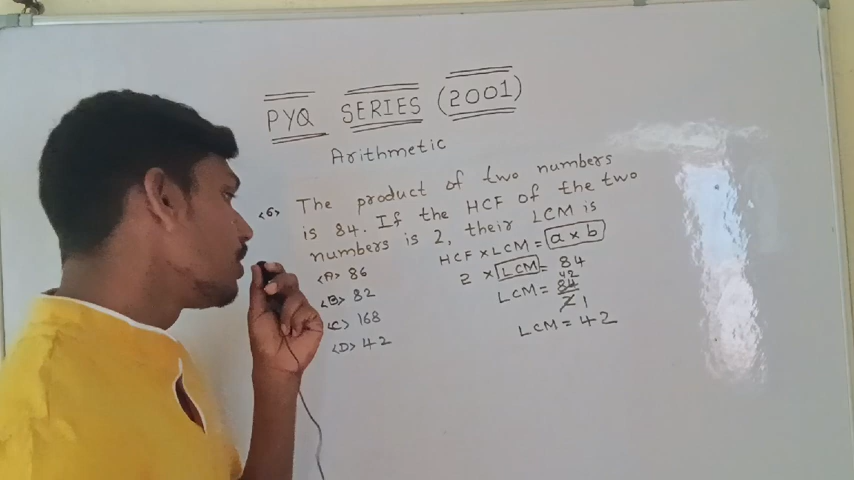 PYQ SERIES (2001)
Arithmetic
<6> The product of two numbers
is 84. If the HCF of the two
numbers is 2, their LCM is
<A> 86
<B> 82
<C> 168
<D> 42
HCF × LCM = a × b
2 × LCM = 84
42
LCM = 84
2 1
LCM = 42